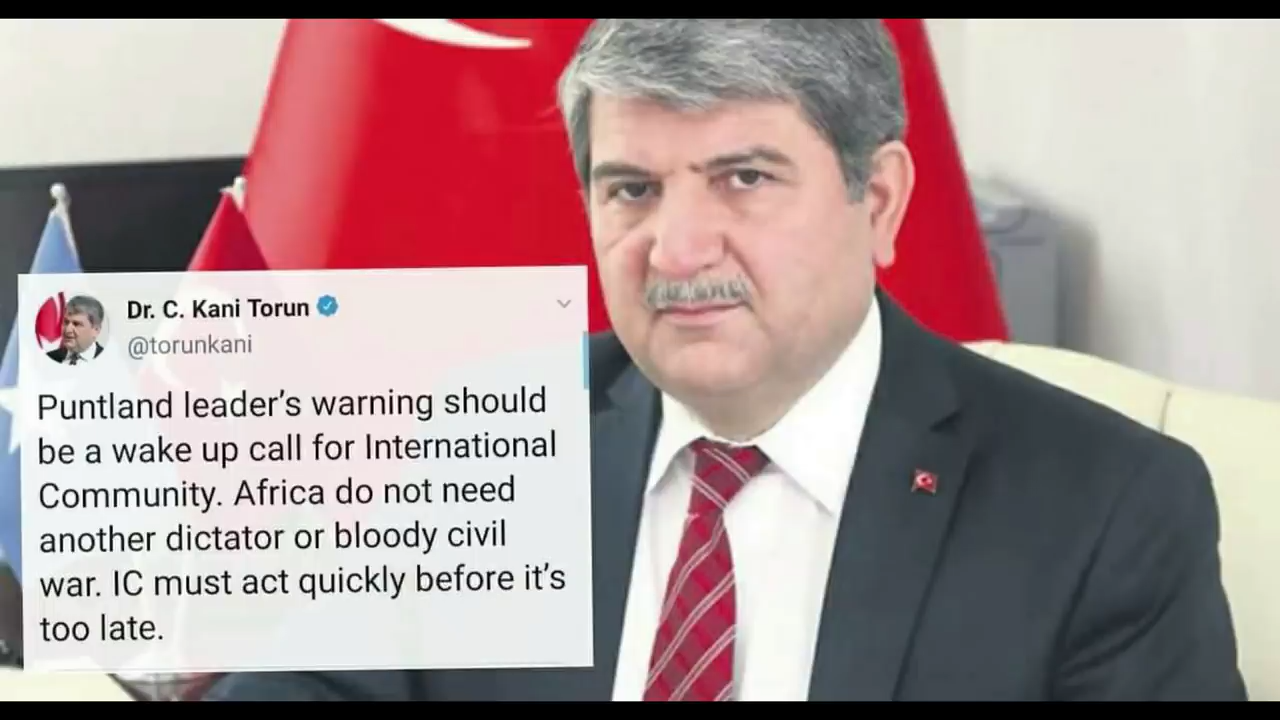 Dr. C. Kani Torun
@torunkani
Puntland leader’s warning should
be a wake up call for International
Community. Africa do not need
another dictator or bloody civil
war. IC must act quickly before it’s
too late.